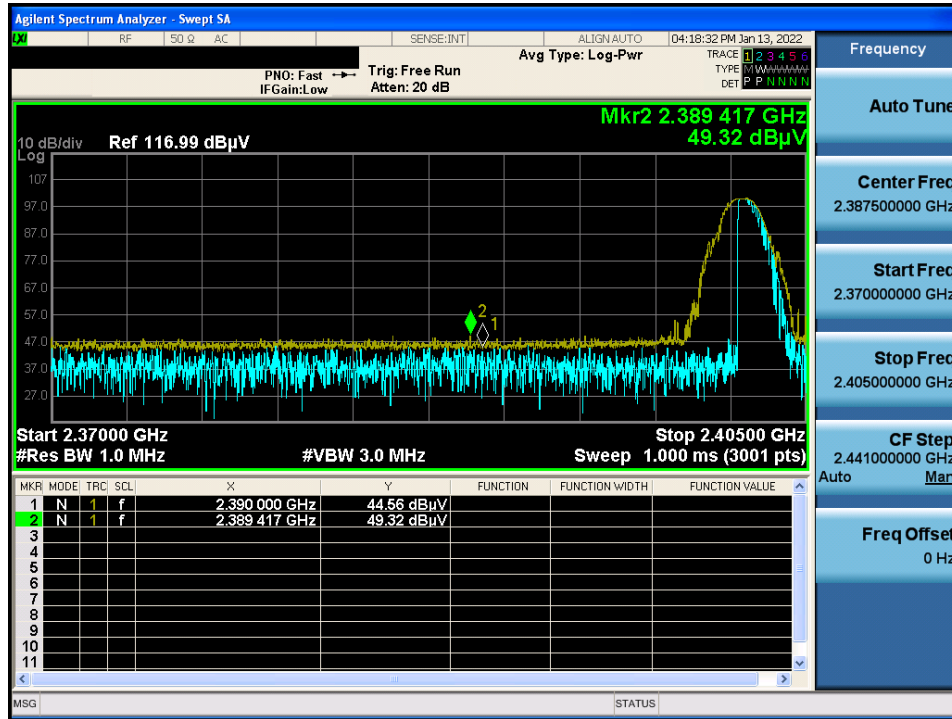 Agilent Spectrum Analyzer - Swept SA
LXI RF 50 Ω AC SENSE:INT ALIGN AUTO 04:18:32 PM Jan 13, 2022
Frequency
Avg Type: Log-Pwr
TRACE 1 2 3 4 5 6
PNO: Fast Trig: Free Run
TYPE M W W W W W
IFGain:Low Atten: 20 dB
DET P P N N N N
Auto Tune
Mkr2 2.389 417 GHz
49.32 dBµV
10 dB/div Ref 116.99 dBµV
Log
107
97.0
87.0
77.0
67.0
57.0
47.0
37.0
27.0
2
1
Center Freq
2.387500000 GHz
Start Freq
2.370000000 GHz
Stop Freq
2.405000000 GHz
Start 2.37000 GHz Stop 2.40500 GHz
#Res BW 1.0 MHz #VBW 3.0 MHz Sweep 1.000 ms (3001 pts)
CF Step
2.441000000 GHz
Auto Man
MKR MODE TRC SCL X Y FUNCTION FUNCTION WIDTH FUNCTION VALUE
1 N 1 f 2.390 000 GHz 44.56 dBµV
2 N 1 f 2.389 417 GHz 49.32 dBµV
3
4
5
6
7
8
9
10
11
Freq Offset
0 Hz
MSG STATUS